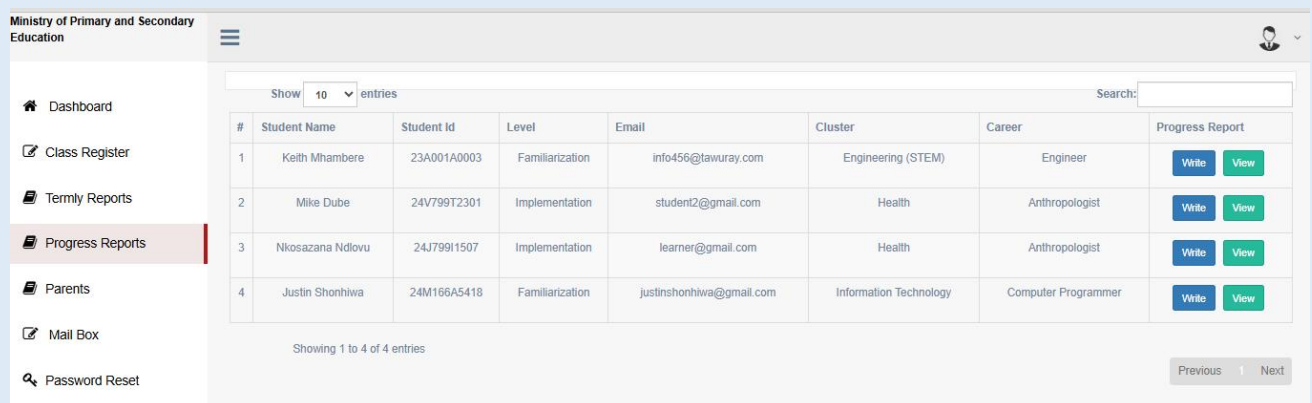 Ministry of Primary and Secondary
Education
Dashboard
Class Register
Termly Reports
Progress Reports
Parents
Mail Box
Password Reset
Show 10 entries Search:
# Student Name Student Id Level Email Cluster Career Progress Report
1 Keith Mhambere 23A001A0003 Familiarization info456@tawuray.com Engineering (STEM) Engineer Write View
2 Mike Dube 24V799T2301 Implementation student2@gmail.com Health Anthropologist Write View
3 Nkosazana Ndlovu 24J799I1507 Implementation learner@gmail.com Health Anthropologist Write View
4 Justin Shonhiwa 24M166A5418 Familiarization justinshonhiwa@gmail.com Information Technology Computer Programmer Write View
Showing 1 to 4 of 4 entries
Previous 1 Next